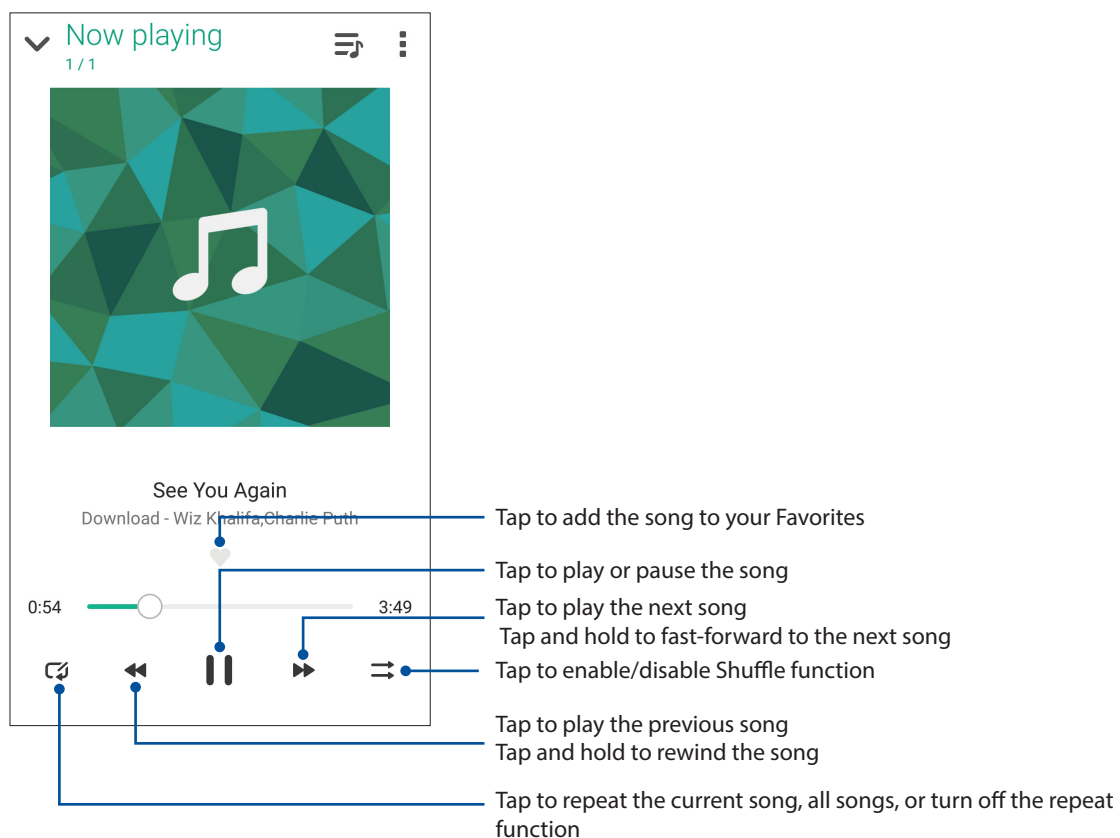 Now playing
1 / 1
See You Again
Download - Wiz Khalifa,Charlie Puth
Tap to add the song to your Favorites
Tap to play or pause the song
0:54
3:49
Tap to play the next song
Tap and hold to fast-forward to the next song
Tap to enable/disable Shuffle function
Tap to play the previous song
Tap and hold to rewind the song
Tap to repeat the current song, all songs, or turn off the repeat
function